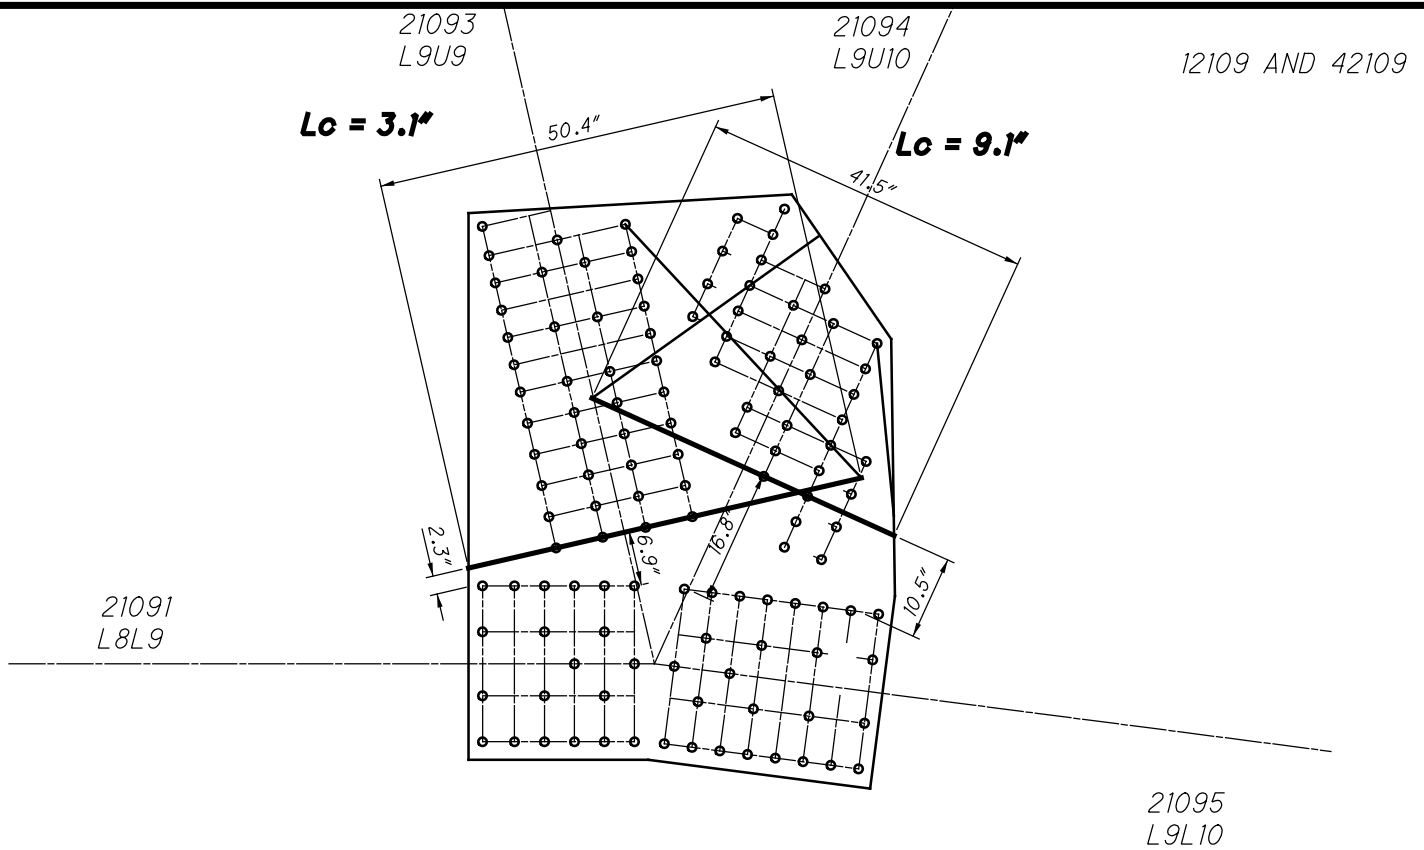 21093
L9U9
21094
L9U10
12109 AND 42109
Lc = 3.1"
50.4"
Lc = 9.1"
41.5"
2.3"
6.9"
16.8"
10.5"
21091
L8L9
21095
L9L10